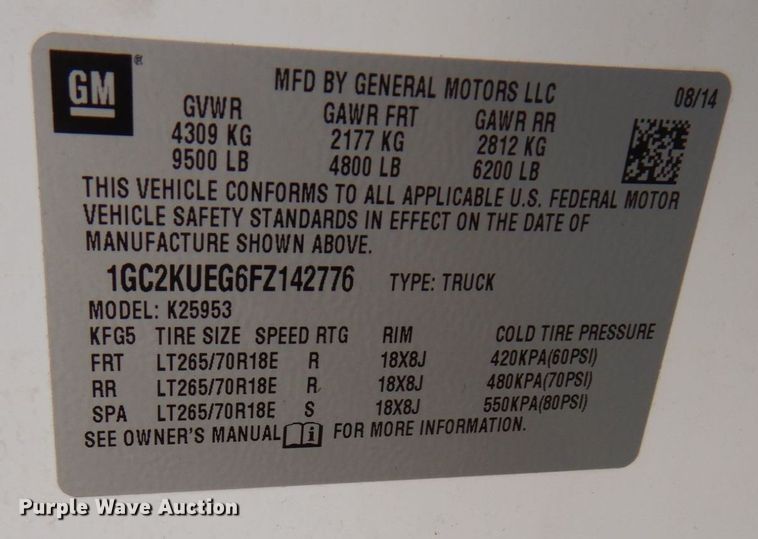 GM
MFD BY GENERAL MOTORS LLC
08/14
GVWR GAWR FRT GAWR RR
4309 KG 2177 KG 2812 KG
9500 LB 4800 LB 6200 LB
THIS VEHICLE CONFORMS TO ALL APPLICABLE U.S. FEDERAL MOTOR
VEHICLE SAFETY STANDARDS IN EFFECT ON THE DATE OF
MANUFACTURE SHOWN ABOVE.
1GC2KUEG6FZ142776 TYPE: TRUCK
MODEL: K25953
KFG5 TIRE SIZE SPEED RTG RIM COLD TIRE PRESSURE
FRT LT265/70R18E R 18X8J 420KPA(60PSI)
RR LT265/70R18E R 18X8J 480KPA(70PSI)
SPA LT265/70R18E S 18X8J 550KPA(80PSI)
SEE OWNER'S MANUAL i FOR MORE INFORMATION.
Purple Wave Auction